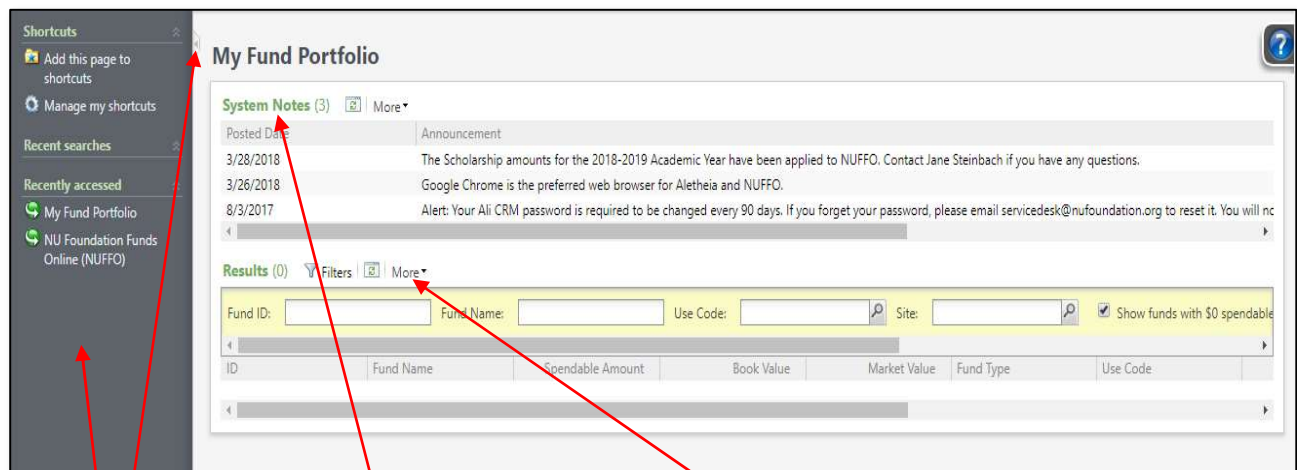 Shortcuts
Add this page to
shortcuts
Manage my shortcuts
Recent searches
Recently accessed
My Fund Portfolio
NU Foundation Funds
Online (NUFFO)
My Fund Portfolio
System Notes (3) More
Posted Date Announcement
3/28/2018 The Scholarship amounts for the 2018-2019 Academic Year have been applied to NUFFO. Contact Jane Steinbach if you have any questions.
3/26/2018 Google Chrome is the preferred web browser for Aletheia and NUFFO.
8/3/2017 Alert: Your Ali CRM password is required to be changed every 90 days. If you forget your password, please email servicedesk@nufoundation.org to reset it. You will no
Results (0) Filters More
Fund ID: Fund Name: Use Code: Site: Show funds with $0 spendable
ID Fund Name Spendable Amount Book Value Market Value Fund Type Use Code